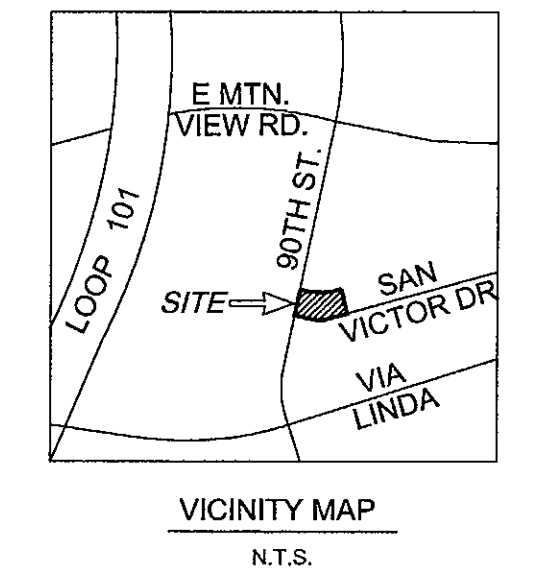 E MTN.
VIEW RD.
90TH ST.
LOOP 101
SITE
SAN
VICTOR DR
VIA
LINDA
VICINITY MAP
N.T.S.